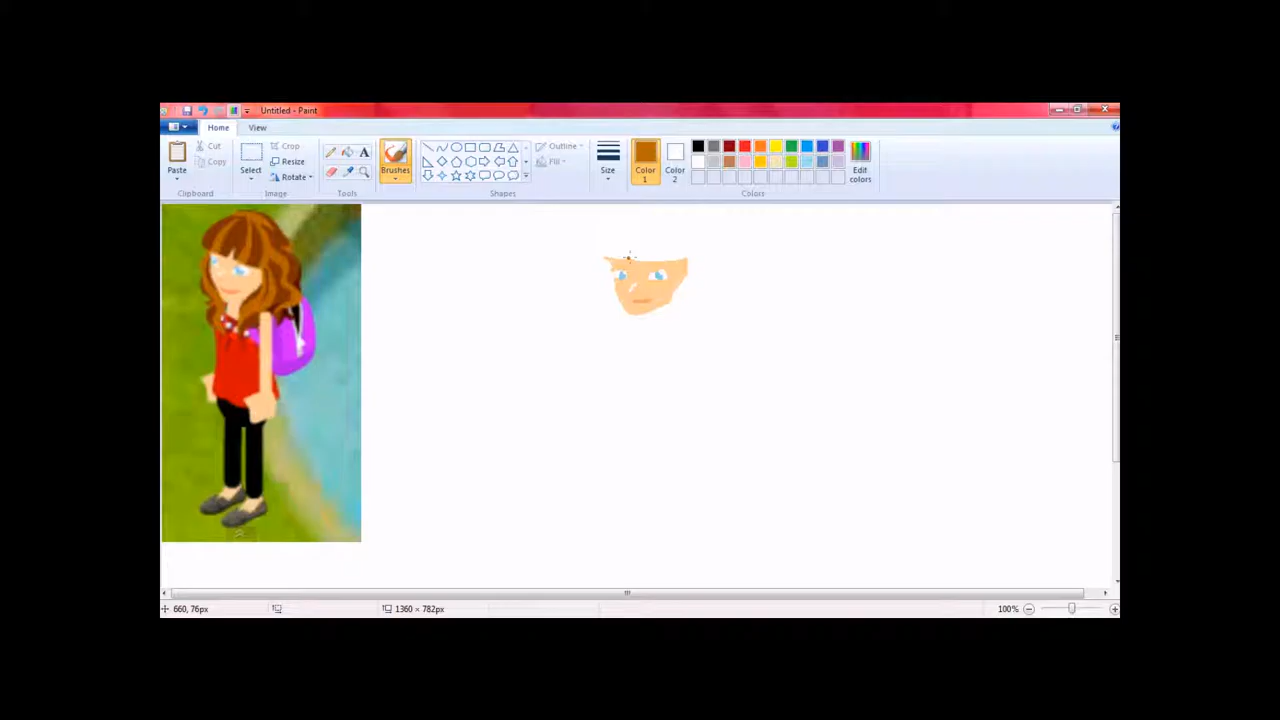 Untitled - Paint
Home View
Paste Cut Copy
Clipboard
Select Crop Resize Rotate
Image
A
Tools
Brushes
Outline Fill
Shapes
Size
Color 1
Color 2
Edit colors
Colors
660, 76px
1360 × 782px
100%